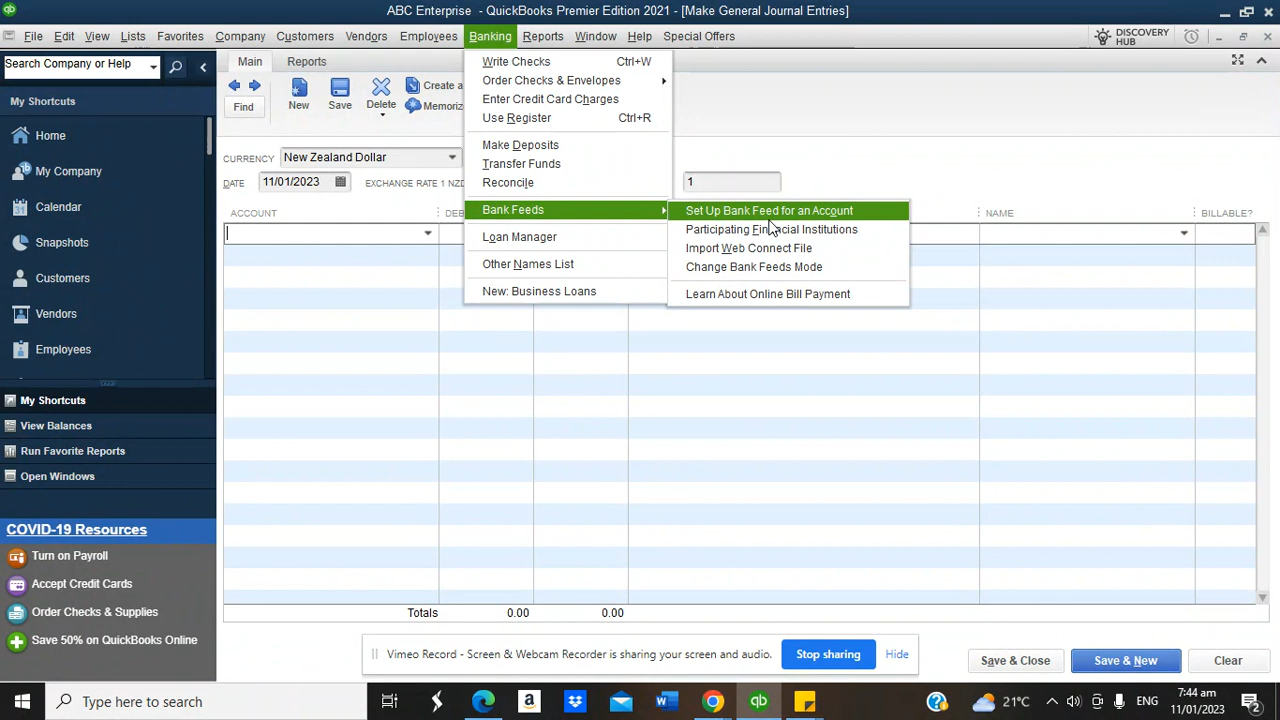 ABC Enterprise - QuickBooks Premier Edition 2021 - [Make General Journal Entries]
File Edit View Lists Favorites Company Customers Vendors Employees Banking Reports Window Help Special Offers DISCOVERY HUB
Search Company or Help
My Shortcuts
Home
My Company
Calendar
Snapshots
Customers
Vendors
Employees
My Shortcuts
View Balances
Run Favorite Reports
Open Windows
COVID-19 Resources
Turn on Payroll
Accept Credit Cards
Order Checks & Supplies
Save 50% on QuickBooks Online
Main Reports
Find New Save Delete Create a
Memoriz
CURRENCY New Zealand Dollar
DATE 11/01/2023 EXCHANGE RATE 1 NZD 1
ACCOUNT DEB NAME BILLABLE?
Write Checks Ctrl+W
Order Checks & Envelopes
Enter Credit Card Charges
Use Register Ctrl+R
Make Deposits
Transfer Funds
Reconcile
Bank Feeds
Loan Manager
Other Names List
New: Business Loans
Set Up Bank Feed for an Account
Participating Financial Institutions
Import Web Connect File
Change Bank Feeds Mode
Learn About Online Bill Payment
Totals 0.00 0.00
Vimeo Record - Screen & Webcam Recorder is sharing your screen and audio. Stop sharing Hide
Save & Close Save & New Clear
Type here to search
21°C ENG 7:44 am
11/01/2023 2